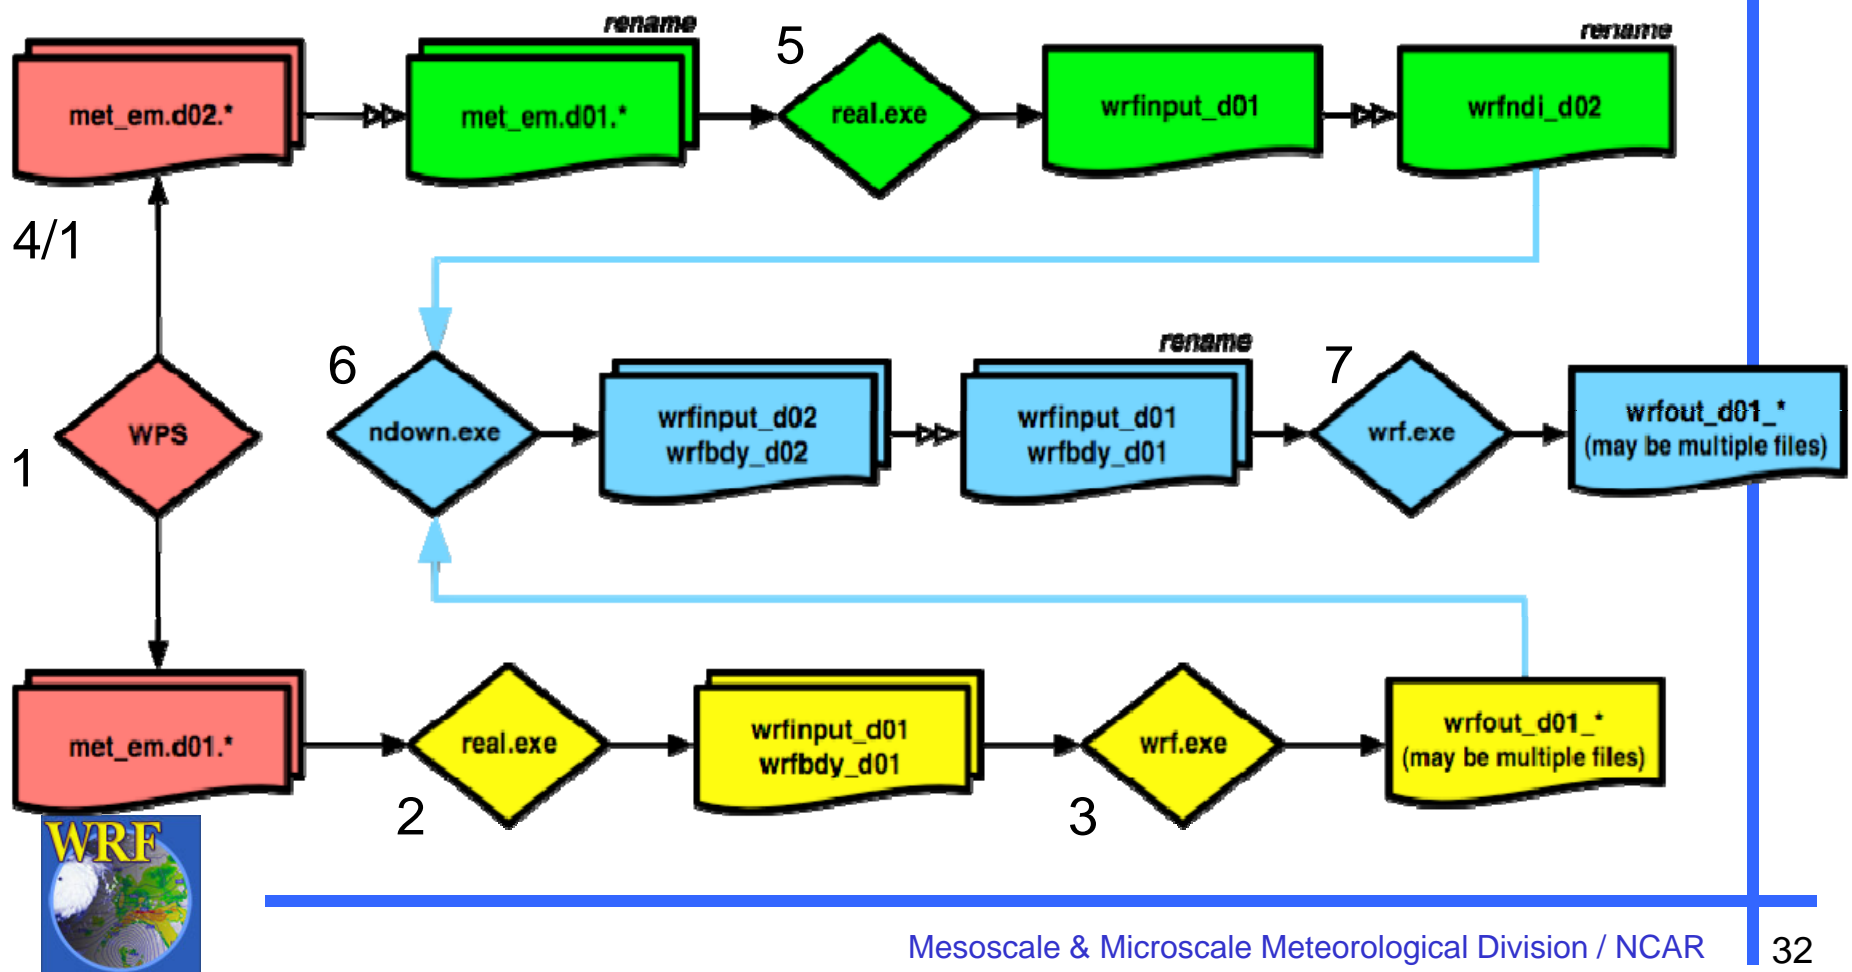 rename
5
rename
met_em.d02.*
met_em.d01.*
real.exe
wrfinput_d01
wrfndi_d02
4/1
rename
6
7
1
WPS
ndown.exe
wrfinput_d02
wrfbdy_d02
wrfinput_d01
wrfbdy_d01
wrf.exe
wrfout_d01_*
(may be multiple files)
met_em.d01.*
real.exe
wrfinput_d01
wrfbdy_d01
wrf.exe
wrfout_d01_*
(may be multiple files)
2
3
WRF
Mesoscale & Microscale Meteorological Division / NCAR
32